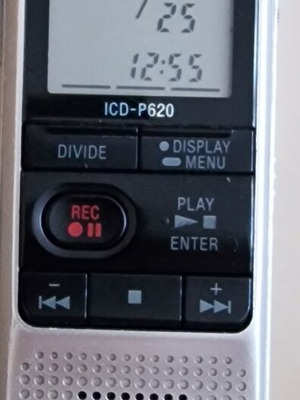 /25
12:55
ICD-P620
DIVIDE
DISPLAY
MENU
REC
PLAY
ENTER
- +